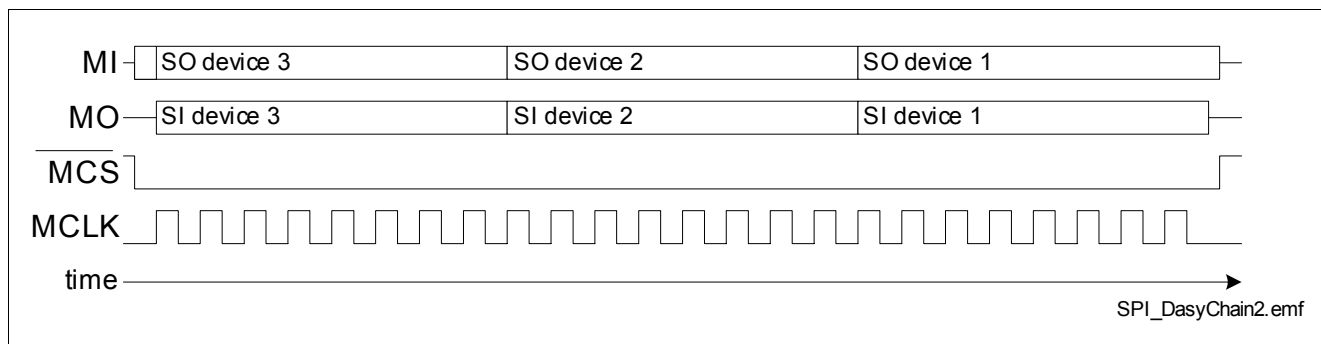 MI SO device 3 SO device 2 SO device 1
MO SI device 3 SI device 2 SI device 1
MCS
MCLK
time
SPI_DasyChain2.emf